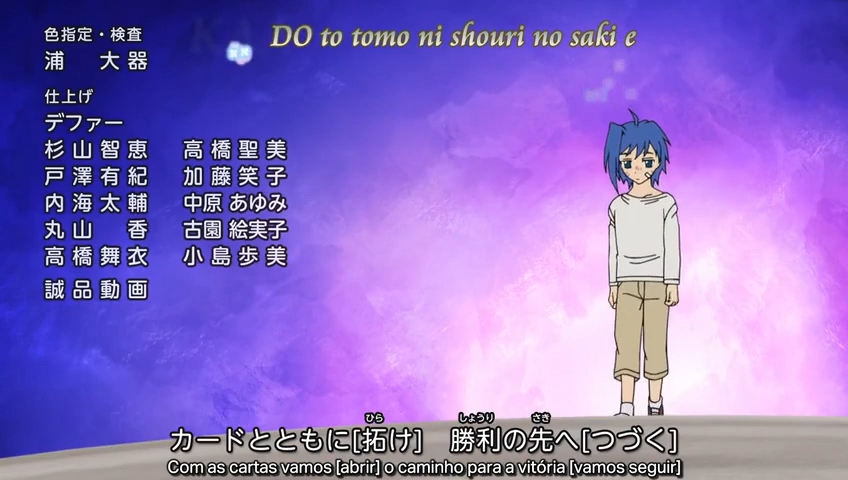 DO to tomo ni shouri no saki e
色指定・検査
浦 大器
仕上げ
デファー
杉山智恵 高橋聖美
戸澤有紀 加藤笑子
内海太輔 中原あゆみ
丸山 香 古園絵実子
高橋舞衣 小島歩美
誠品動画
ひら しょうり さき
カードとともに[拓け] 勝利の先へ[つづく]
Com as cartas vamos [abrir] o caminho para a vitória [vamos seguir]